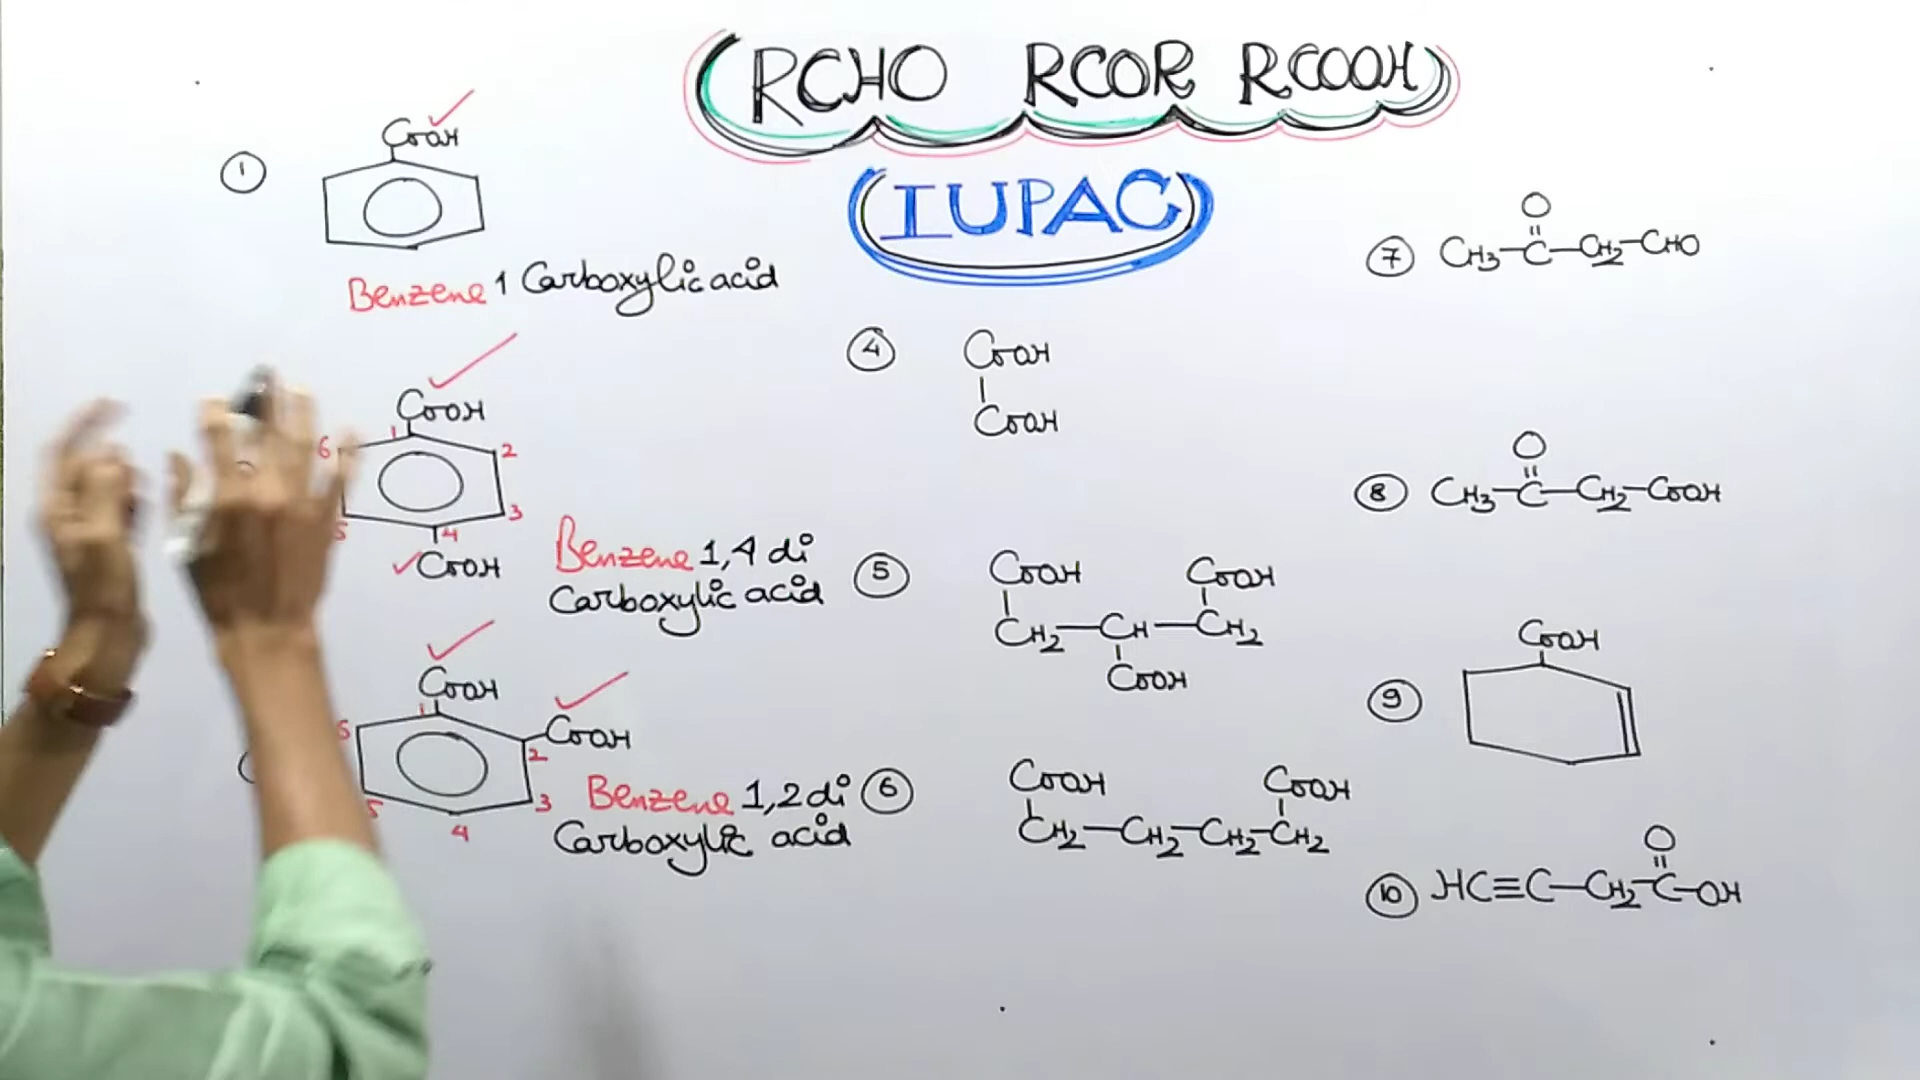 RCHO RCOR RCOOH
IUPAC
1
COOH
Benzene 1 Carboxylic acid
COOH
1
6
2
5
3
4
COOH
Benzene 1,4 di
Carboxylic acid
COOH
1
COOH
2
5
3
4
Benzene 1,2 di
Carboxylic acid
4
COOH
COOH
5
COOH COOH
CH2—CH—CH2
COOH
6
COOH COOH
CH2—CH2—CH2—CH2
7
O
CH3—C—CH2—CHO
8
O
CH3—C—CH2—COOH
9
COOH
10
O
HC≡C—CH2—C—OH